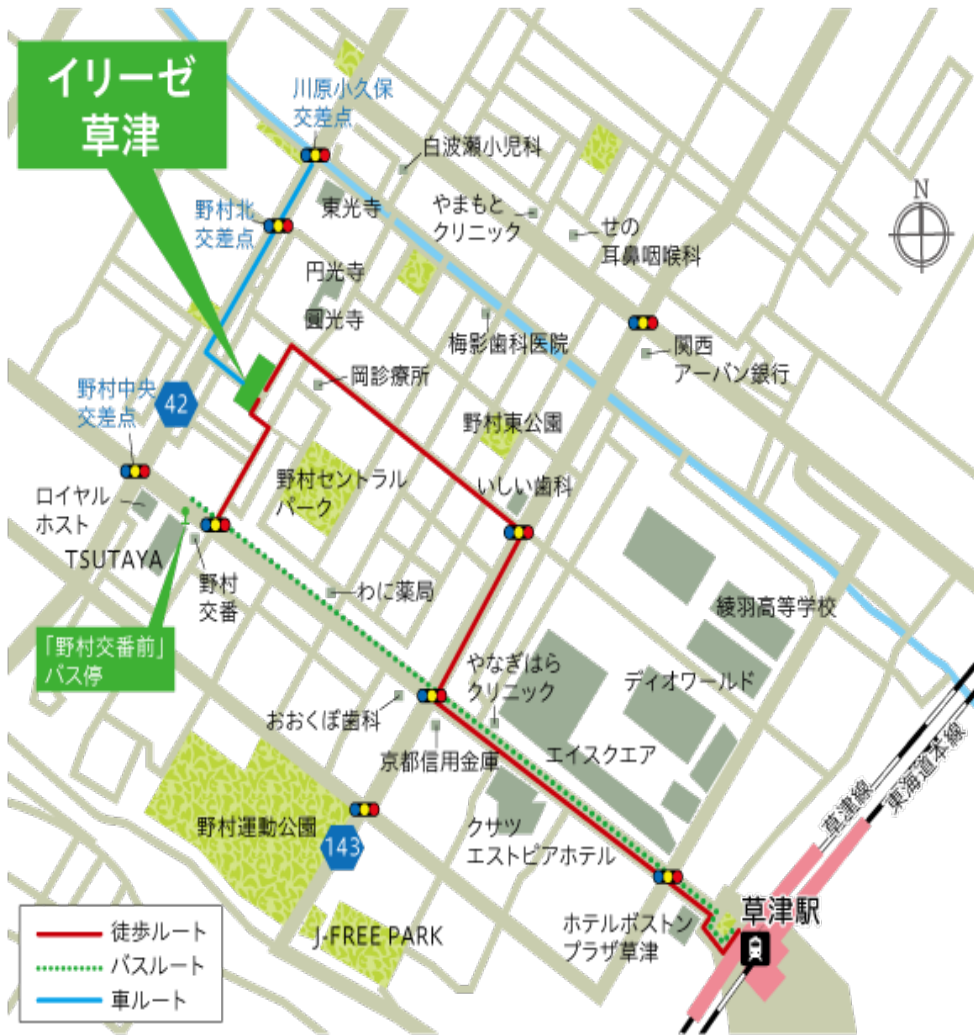 イリーゼ
草津
川原小久保
交差点
白波瀬小児科
野村北
交差点
東光寺
やまもと
クリニック
せの
耳鼻咽喉科
N
円光寺
圓光寺
梅影歯科医院
関西
アーバン銀行
岡診療所
野村中央
交差点
42
野村東公園
野村セントラル
パーク
いしい歯科
ロイヤル
ホスト
TSUTAYA
野村
交番
わに薬局
綾羽高等学校
「野村交番前」
バス停
やなぎはら
クリニック
ディオワールド
おおくぼ歯科
京都信用金庫
エイスクエア
草津線
東海道本線
野村運動公園
143
クサツ
エストピアホテル
草津駅
ホテルボストン
プラザ草津
J-FREE PARK
徒歩ルート
バスルート
車ルート